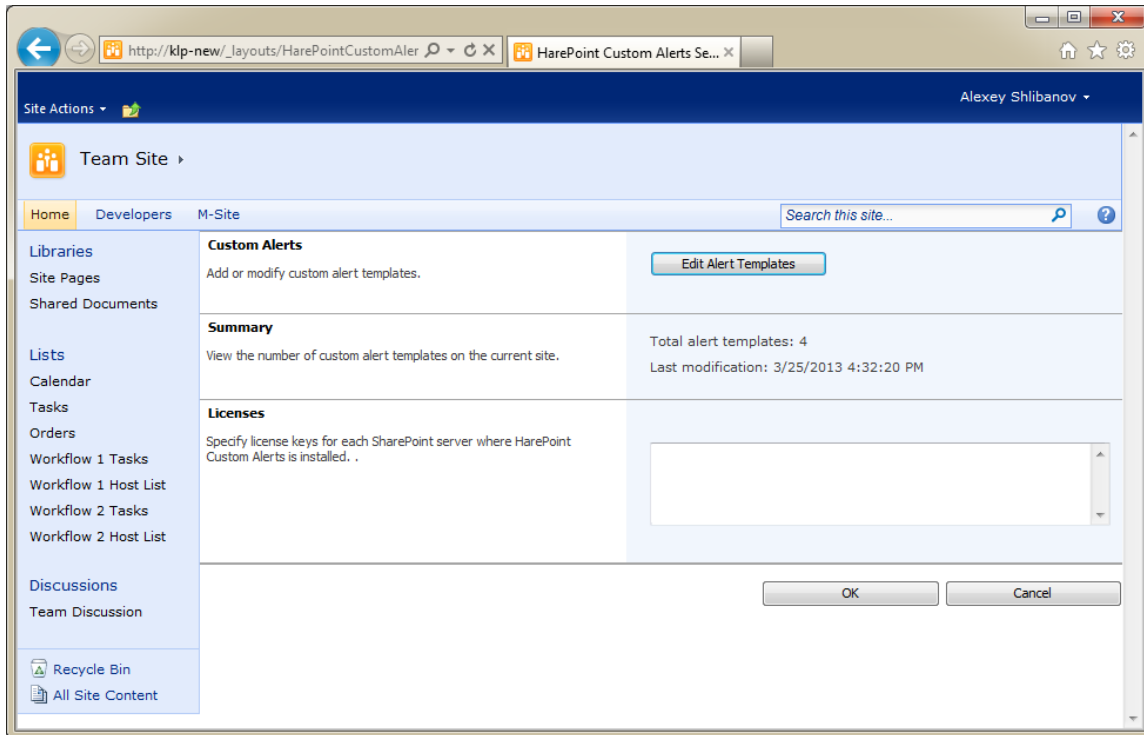 http://klp-new/_layouts/HarePointCustomAler
HarePoint Custom Alerts Se...
Site Actions
Alexey Shlibanov
Team Site
Home
Developers
M-Site
Search this site...
Libraries
Site Pages
Shared Documents
Lists
Calendar
Tasks
Orders
Workflow 1 Tasks
Workflow 1 Host List
Workflow 2 Tasks
Workflow 2 Host List
Discussions
Team Discussion
Recycle Bin
All Site Content
Custom Alerts
Add or modify custom alert templates.
Edit Alert Templates
Summary
View the number of custom alert templates on the current site.
Total alert templates: 4
Last modification: 3/25/2013 4:32:20 PM
Licenses
Specify license keys for each SharePoint server where HarePoint
Custom Alerts is installed. .
OK
Cancel